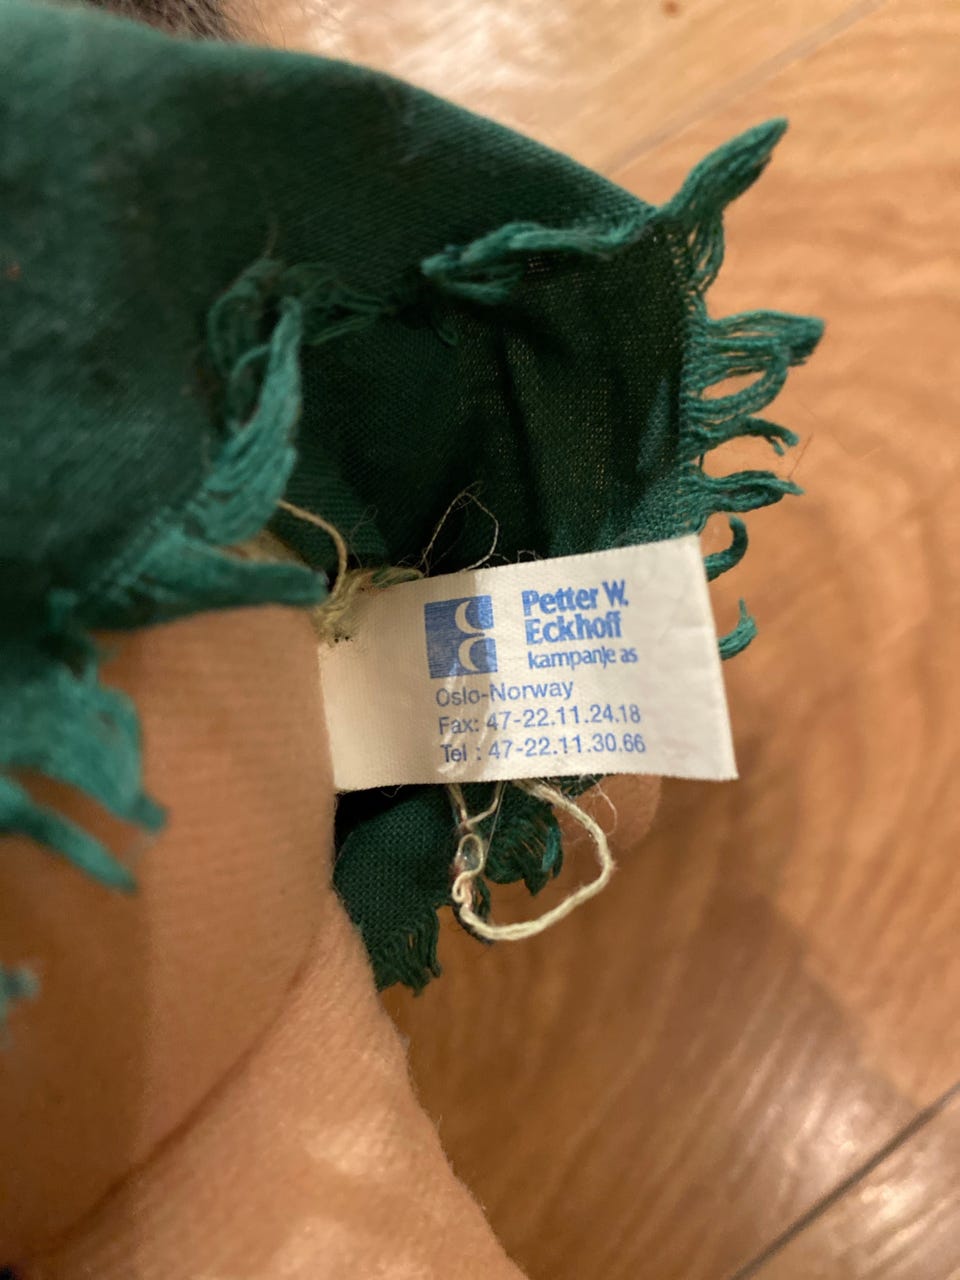 Petter W.
Eckhoff
kampanje as
Oslo-Norway
Fax: 47-22.11.24.18
Tel : 47-22.11.30.66